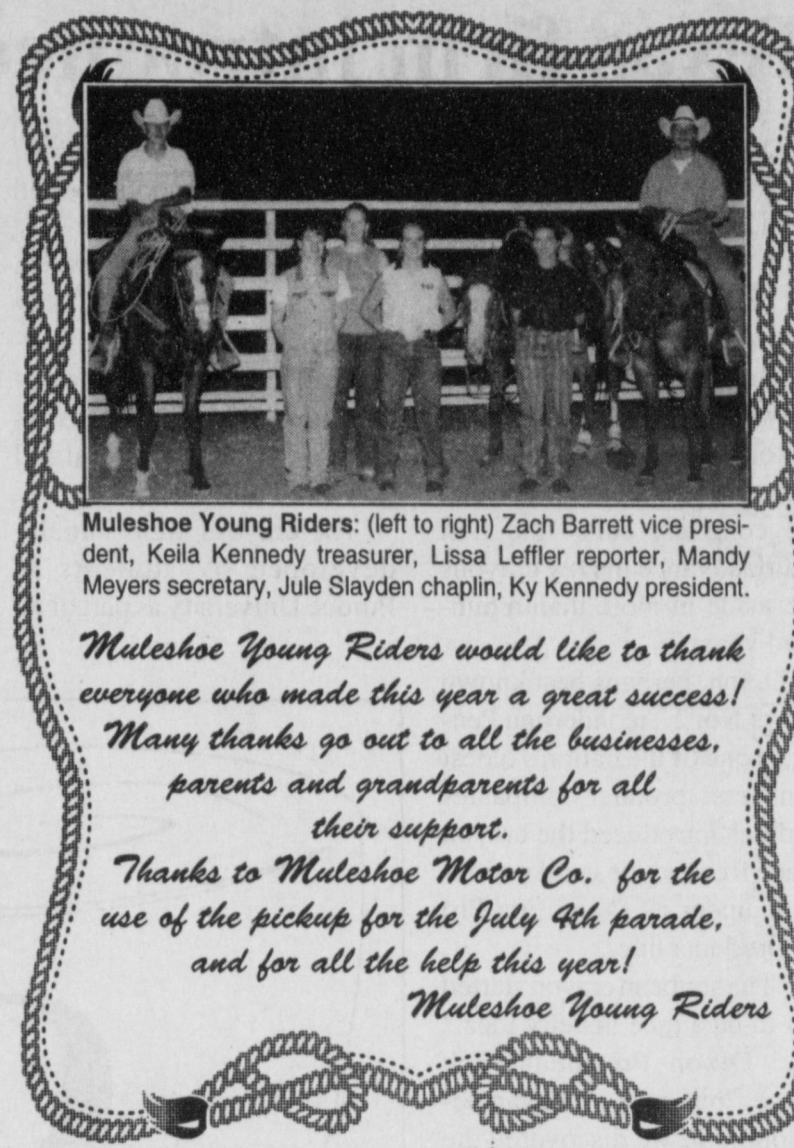 Muleshoe Young Riders: (left to right) Zach Barrett vice presi-
dent, Keila Kennedy treasurer, Lissa Leffler reporter, Mandy
Meyers secretary, Jule Slayden chaplin, Ky Kennedy president.
Muleshoe Young Riders would like to thank
everyone who made this year a great success!
Many thanks go out to all the businesses,
parents and grandparents for all
their support.
Thanks to Muleshoe Motor Co. for the
use of the pickup for the July 4th parade,
and for all the help this year!
Muleshoe Young Riders